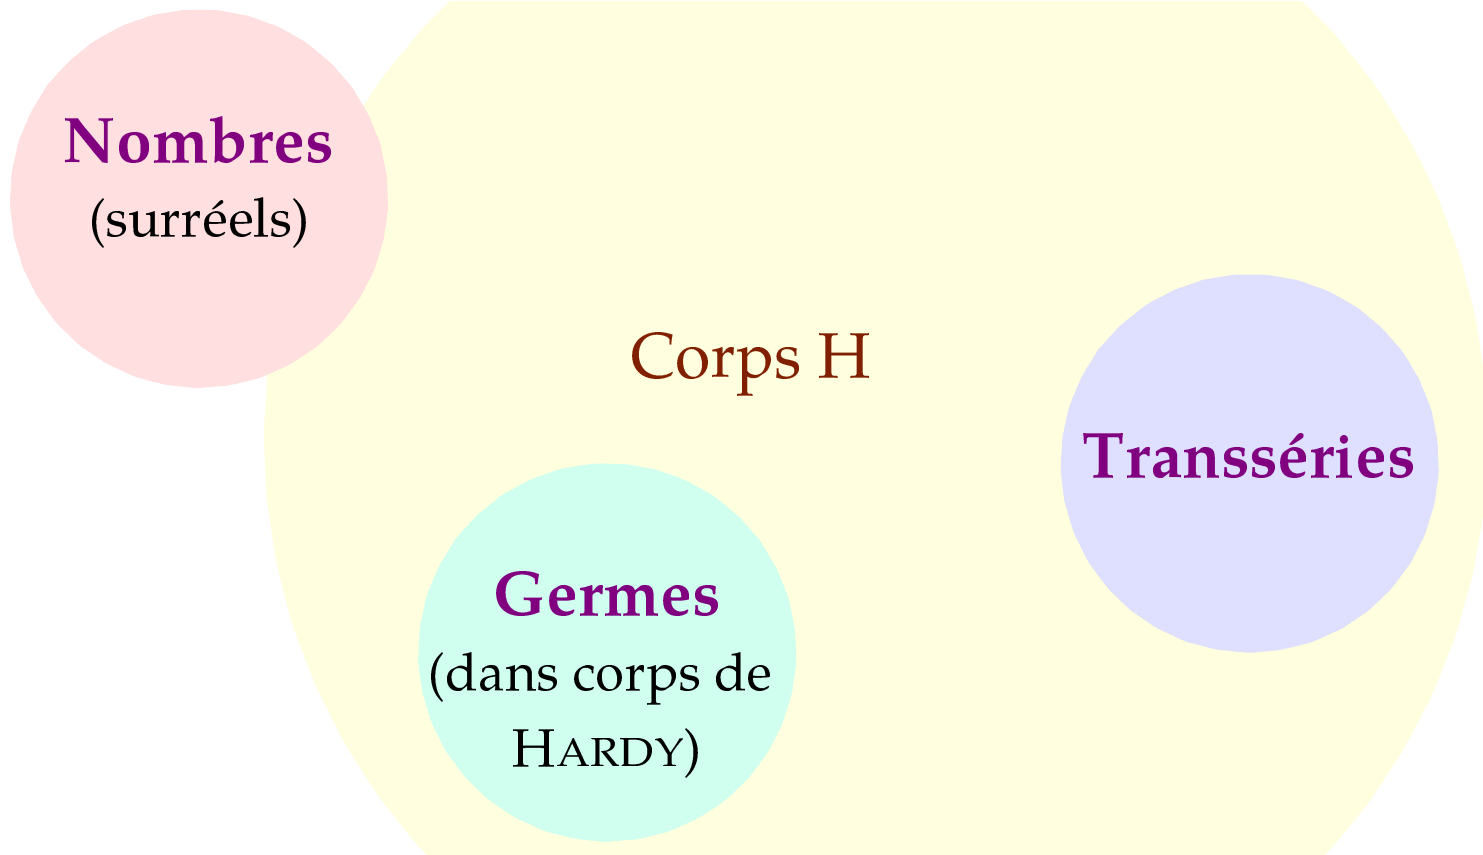 Nombres
(surréels)
Corps H
Transséries
Germes
(dans corps de
HARDY)